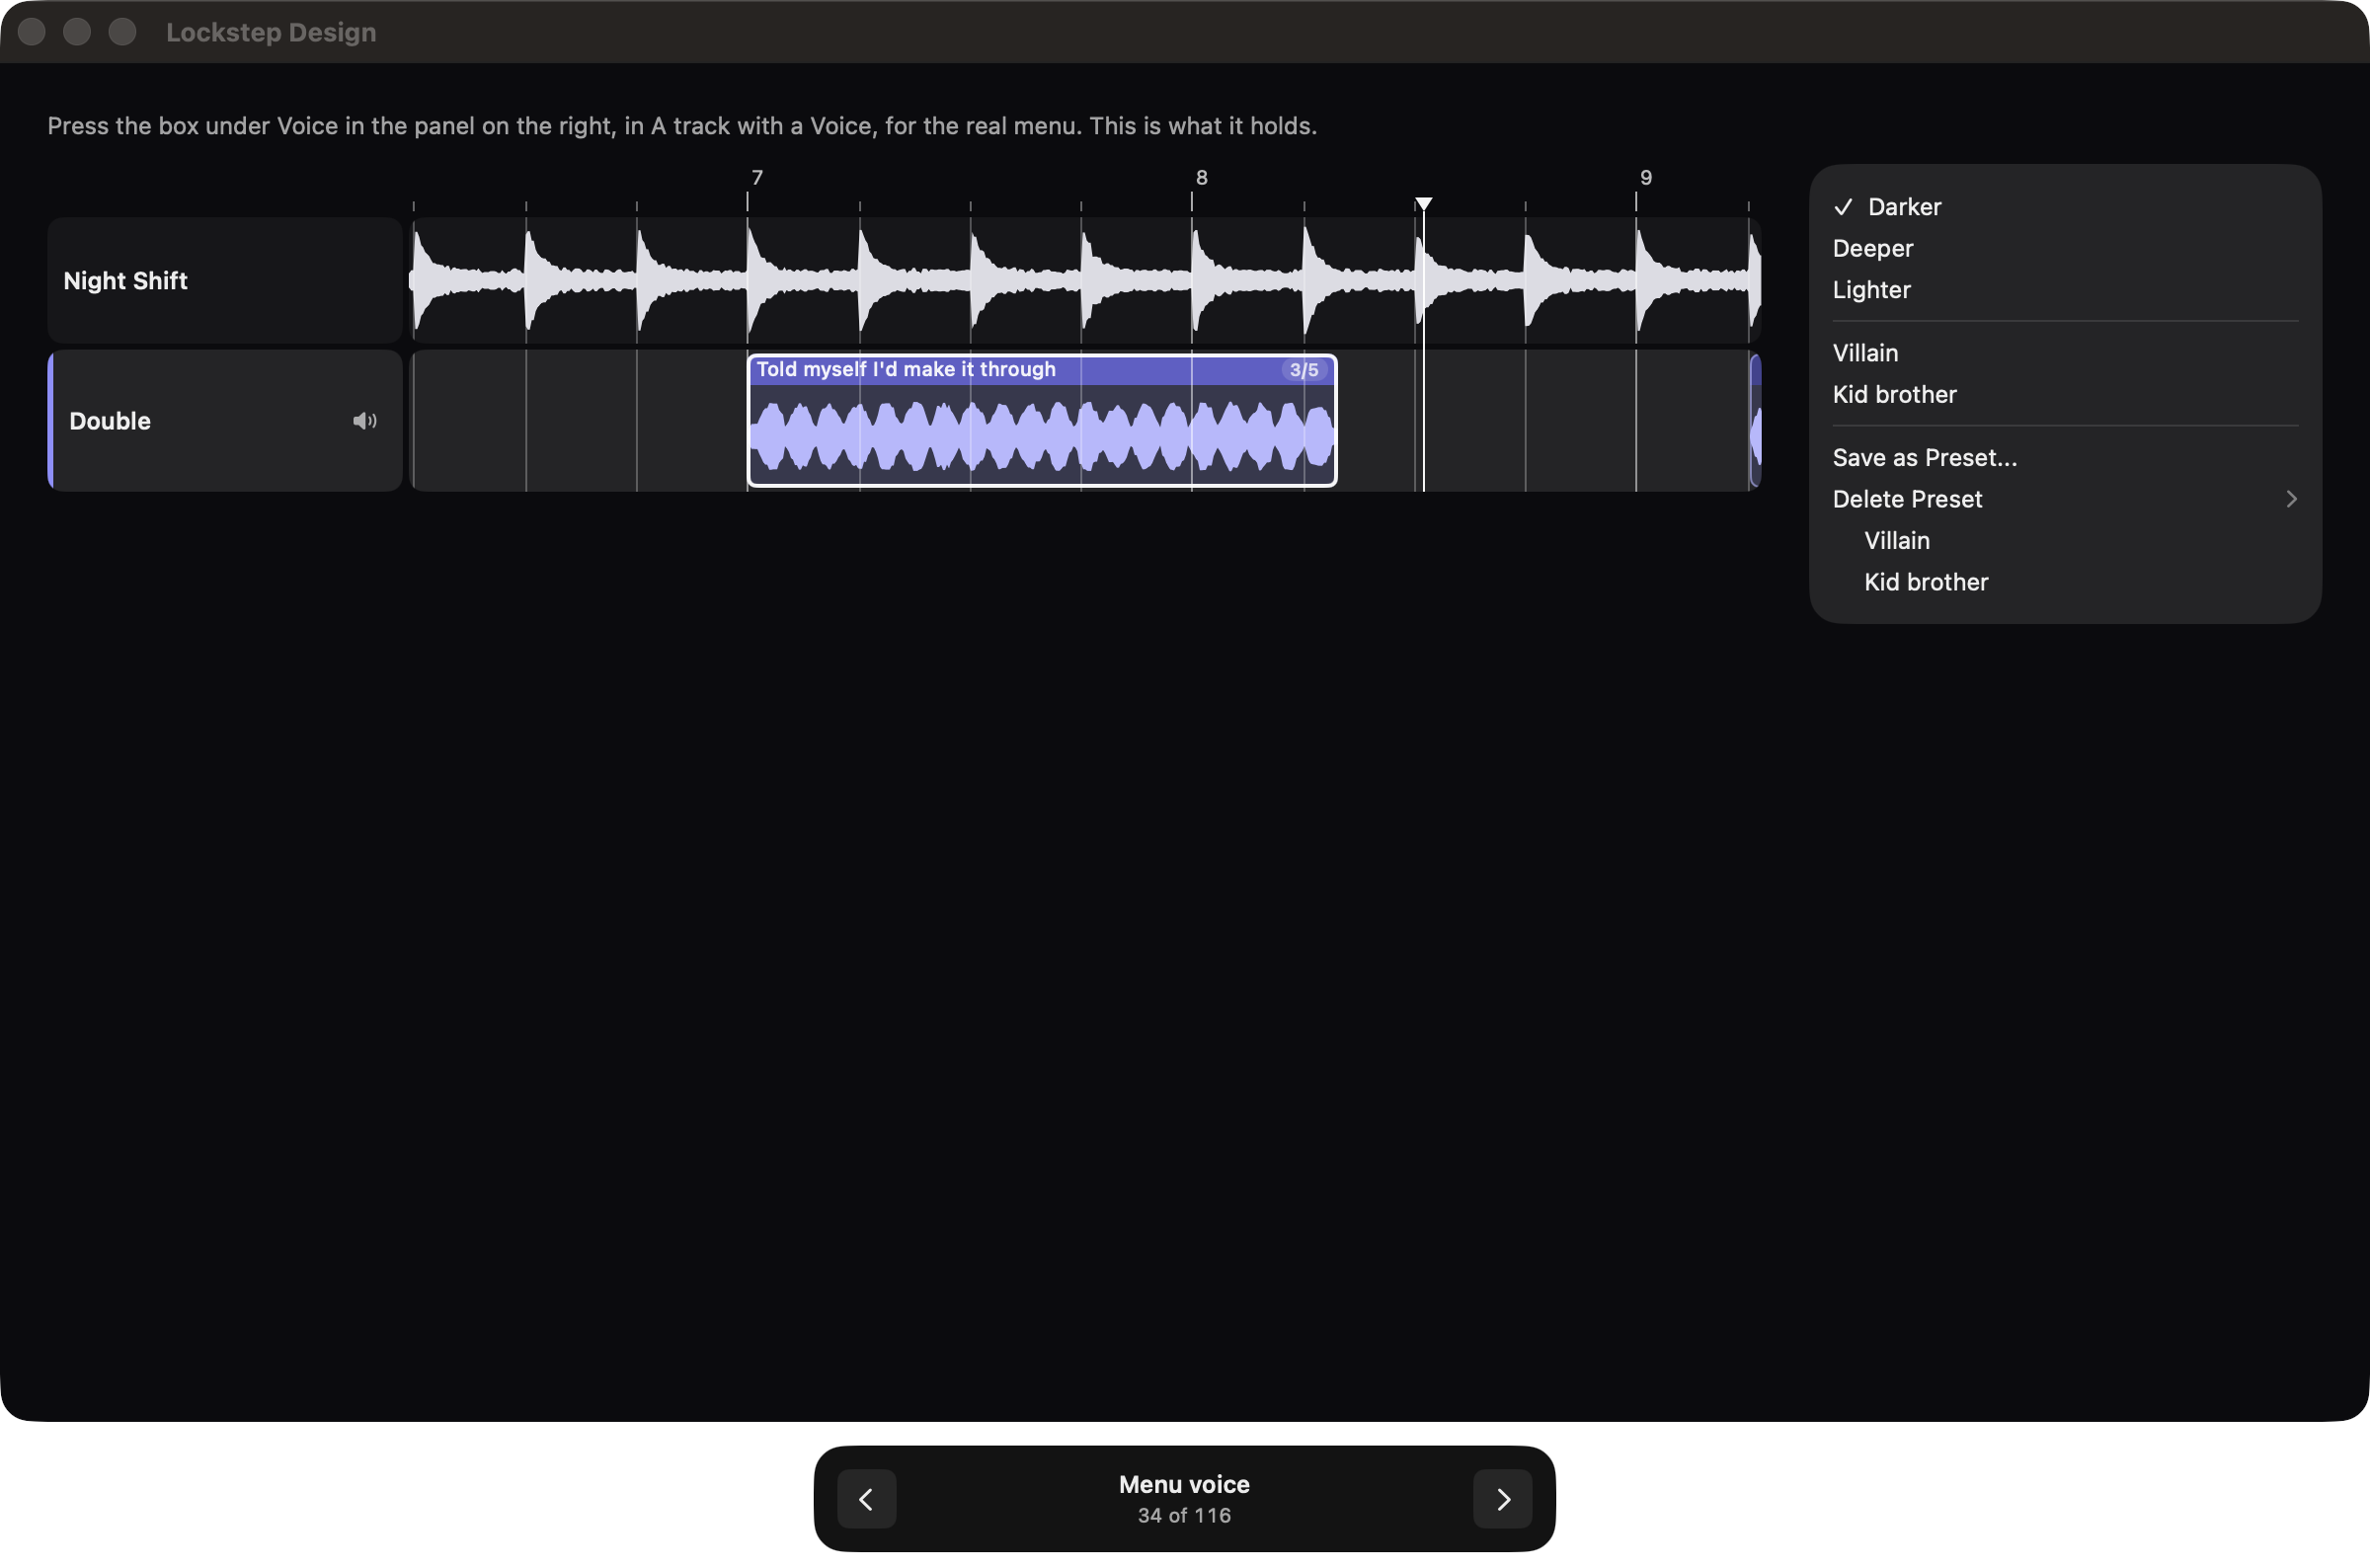 Lockstep Design
Press the box under Voice in the panel on the right, in A track with a Voice, for the real menu. This is what it holds.
7
8
9
Night Shift
Double
Told myself I'd make it through
3/5
Darker
Deeper
Lighter
Villain
Kid brother
Save as Preset...
Delete Preset
Villain
Kid brother
Menu voice
34 of 116